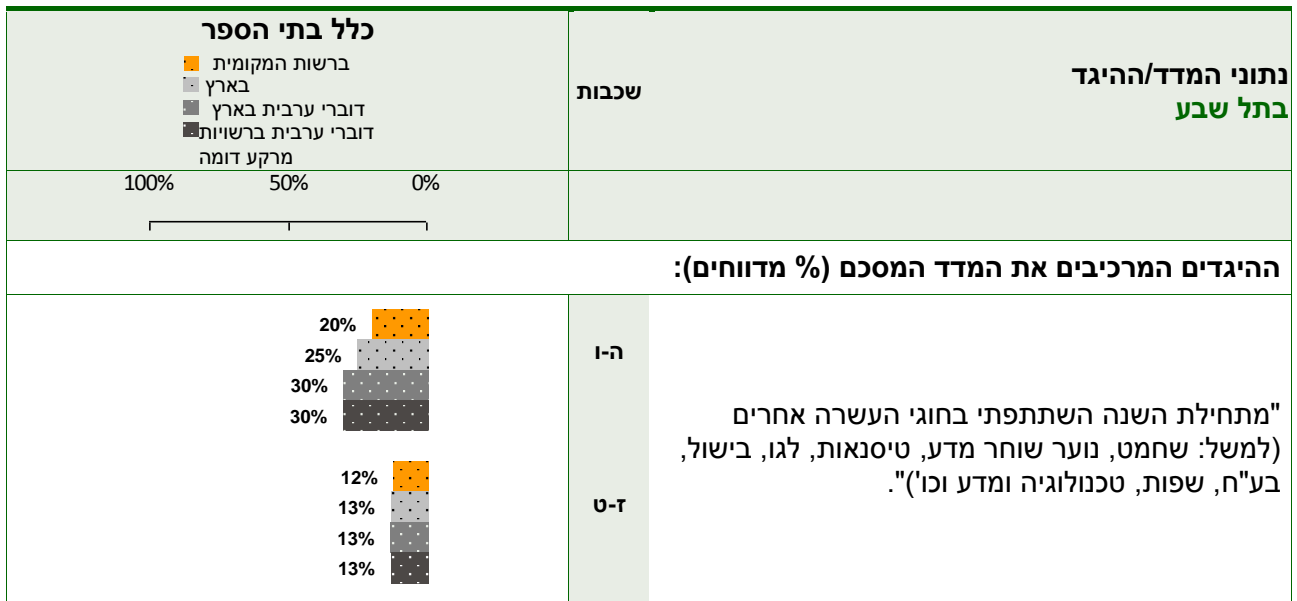 נתוני המדד/ההיגד
בתל שבע
שכבות
כלל בתי הספר
ברשות המקומית
בארץ
דוברי ערבית בארץ
דוברי ערבית ברשויות
מרקע דומה
0% 50% 100%
ההיגדים המרכיבים את המדד המסכם (% מדווחים):
"מתחילת השנה השתתפתי בחוגי העשרה אחרים
(למשל: שחמט, נוער שוחר מדע, טיסנאות, לגו, בישול,
בע"ח, שפות, טכנולוגיה ומדע וכו')".
ה-ו
20%
25%
30%
30%
ז-ט
12%
13%
13%
13%